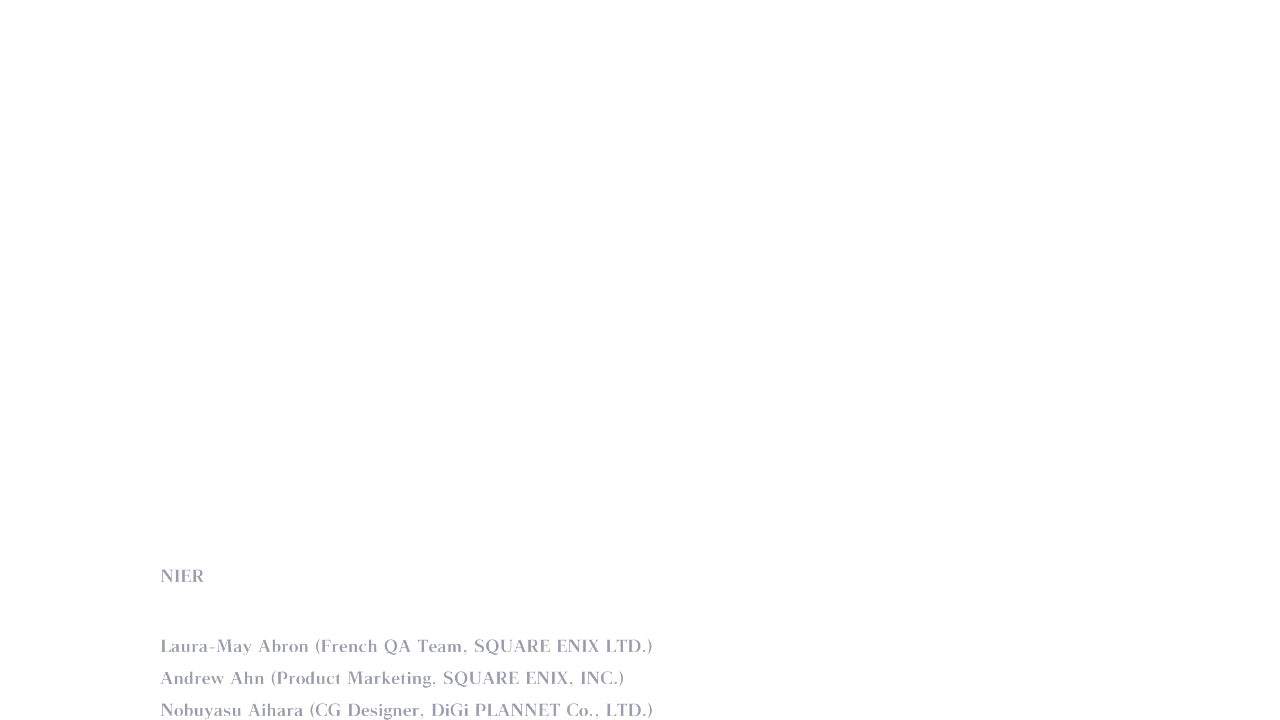 NIER
Laura-May Abron (French QA Team, SQUARE ENIX LTD.)
Andrew Ahn (Product Marketing, SQUARE ENIX, INC.)
Nobuyasu Aihara (CG Designer, DiGi PLANNET Co., LTD.)